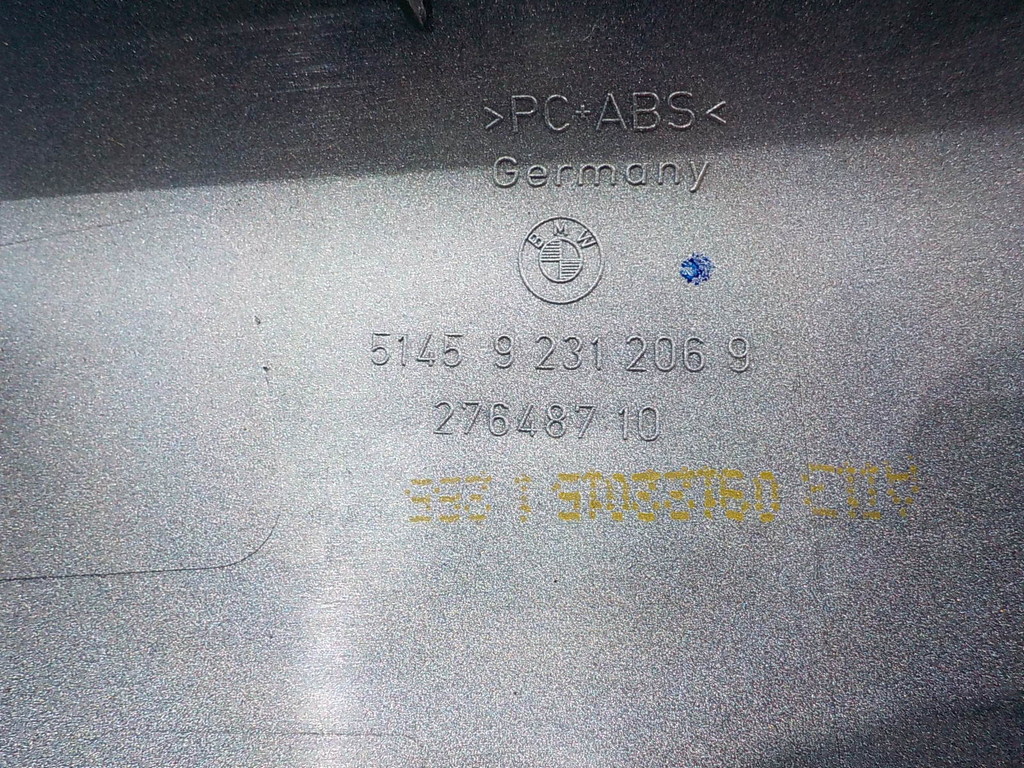 >PC+ABS<
Germany
BMW
5145 9 231 206 9
276487 10